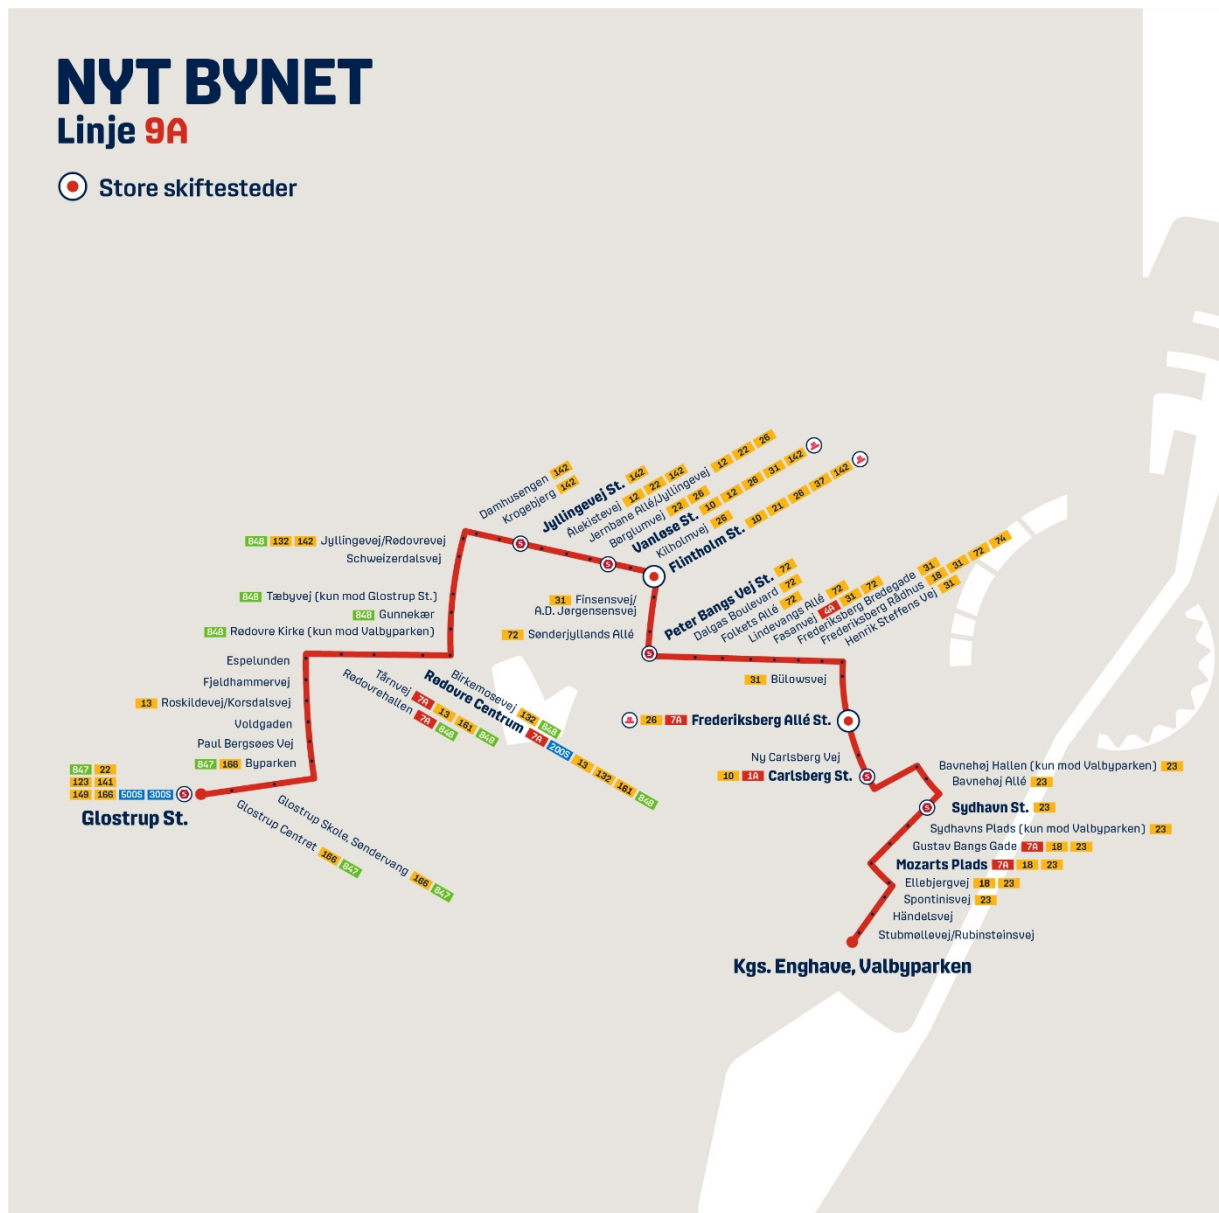 NYT BYNET
Linje 9A
Store skiftesteder
Damhusengen 142
Krogebjerg 142
Jyllingevej St. 142
Ålekistevej 12 22 142
Jernbane Allé/Jyllingevej 12 22 26
Børglumvej 22 26
Vanløse St. 10 12 26 31 142
Kilholmvej 26
Flintholm St. 10 21 26 37 142
848 132 142 Jyllingevej/Rødovrevej
Schweizerdalsvej
848 Tæbyvej (kun mod Glostrup St.)
848 Gunnekær
848 Rødovre Kirke (kun mod Valbyparken)
31 Finsensvej/
A.D. Jørgensensvej
72 Sønderjyllands Allé
Peter Bangs Vej St. 72
Dalgas Boulevard 72
Folkets Allé 72
Lindevangs Allé 72
Fasanvej 4A 31 72
Frederiksberg Bredegade 31
Frederiksberg Rådhus 18 31 72 74
Henrik Steffens Vej 31
Espelunden
Fjeldhammervej
13 Roskildevej/Korsdalsvej
Voldgaden
Paul Bergsøes Vej
847 166 Byparken
Birkemosevej 132 848
Rødovre Centrum 7A 200S 13 132 161 848
Tårnvej 7A 13 161 848
Rødovrehallen 7A 848
31 Bülowsvej
26 7A Frederiksberg Allé St.
Ny Carlsberg Vej
10 1A Carlsberg St.
847 22
123 141
149 166 500S 300S S
Glostrup St.
Glostrup Skole, Søndervang 166 847
Glostrup Centret 166 847
Bavnehøj Hallen (kun mod Valbyparken) 23
Bavnehøj Allé 23
Sydhavn St. 23
Sydhavns Plads (kun mod Valbyparken) 23
Gustav Bangs Gade 7A 18 23
Mozarts Plads 7A 18 23
Ellebjergvej 18 23
Spontinisvej 23
Händelsvej
Stubmøllevej/Rubinsteinsvej
Kgs. Enghave, Valbyparken